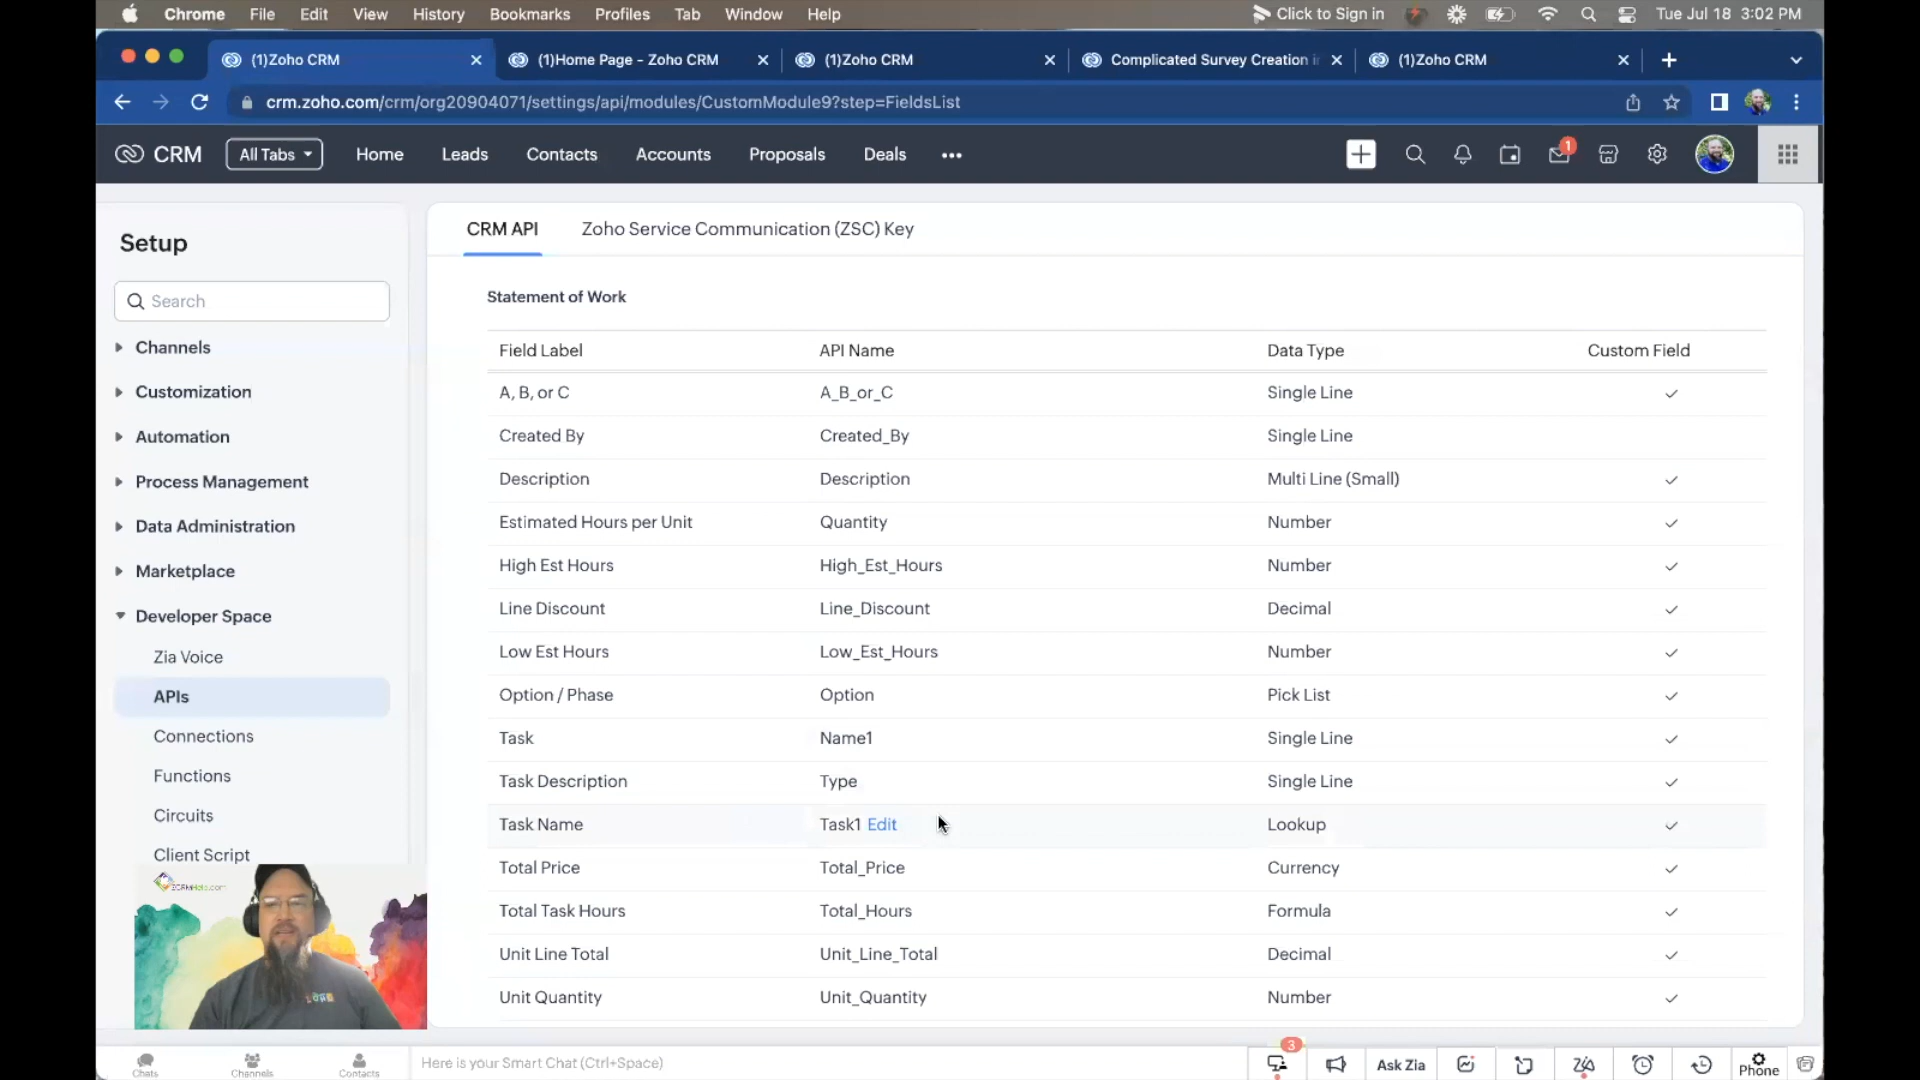 Chrome File Edit View History Bookmarks Profiles Tab Window Help Click to Sign in Tue Jul 18 3:02 PM
(1)Zoho CRM (1)Home Page - Zoho CRM (1)Zoho CRM Complicated Survey Creation i (1)Zoho CRM
crm.zoho.com/crm/org20904071/settings/api/modules/CustomModule9?step=FieldsList
CRM All Tabs Home Leads Contacts Accounts Proposals Deals 1
Setup
Search
Channels
Customization
Automation
Process Management
Data Administration
Marketplace
Developer Space
Zia Voice
APIs
Connections
Functions
Circuits
Client Script
CRM API Zoho Service Communication (ZSC) Key
Statement of Work
Field Label API Name Data Type Custom Field
A, B, or C A_B_or_C Single Line
Created By Created_By Single Line
Description Description Multi Line (Small)
Estimated Hours per Unit Quantity Number
High Est Hours High_Est_Hours Number
Line Discount Line_Discount Decimal
Low Est Hours Low_Est_Hours Number
Option / Phase Option Pick List
Task Name1 Single Line
Task Description Type Single Line
Task Name Task1 Edit Lookup
Total Price Total_Price Currency
Total Task Hours Total_Hours Formula
Unit Line Total Unit_Line_Total Decimal
Unit Quantity Unit_Quantity Number
ZCRMHelp.com
Chats Channels Contacts Here is your Smart Chat (Ctrl+Space) 3 Ask Zia Phone